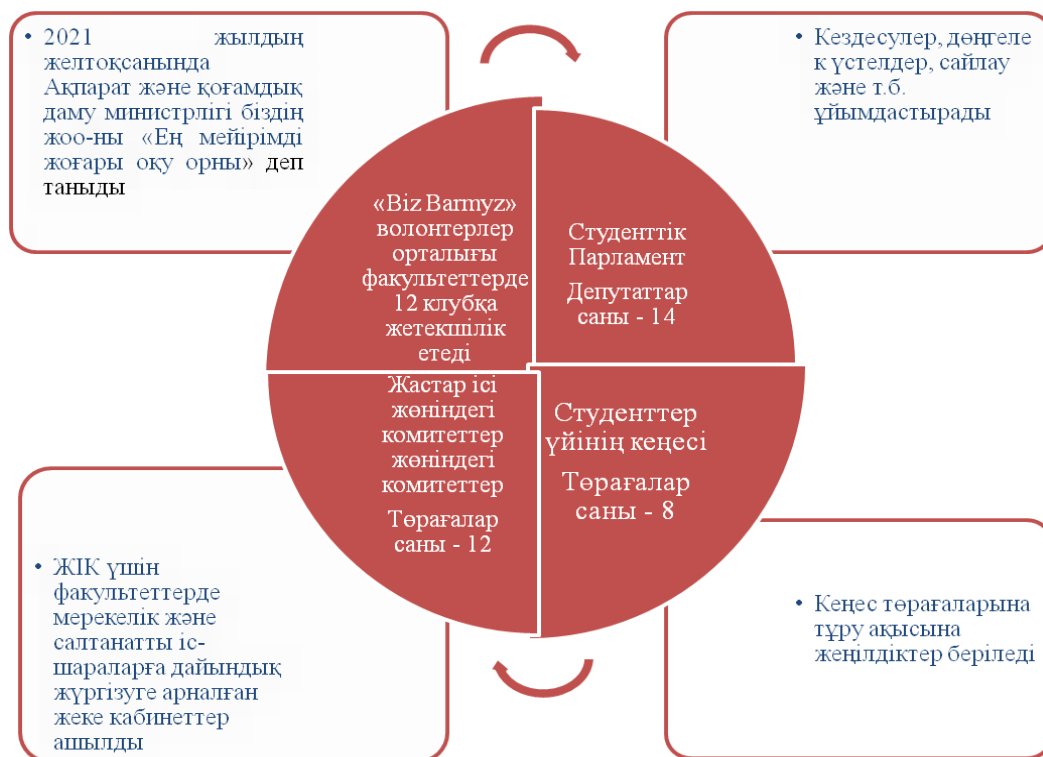 • 2021 жылдың
желтоқсанында
Ақпарат және қоғамдық
даму министрлігі біздің
жоо-ны «Ең мейірімді
жоғары оқу орны» деп
таныды
• Кездесулер, дөңгеле
к үстелдер, сайлау
және т.б.
ұйымдастырады
«Biz Barmyz»
волонтерлер
орталығы
факультеттерде
12 клубқа
жетекшілік
етеді
Студенттік
Парламент
Депутаттар
саны - 14
Жастар ісі
жөніндегі
комитеттер
жөніндегі
комитеттер
Төрағалар
саны - 12
Студенттер
үйінің кеңесі
Төрағалар
саны - 8
• ЖІК үшін
факультеттерде
мерекелік және
салтанатты іс-
шараларға дайындық
жүргізуге арналған
жеке кабинеттер
ашылды
• Кеңес төрағаларына
тұру ақысына
жеңілдіктер беріледі